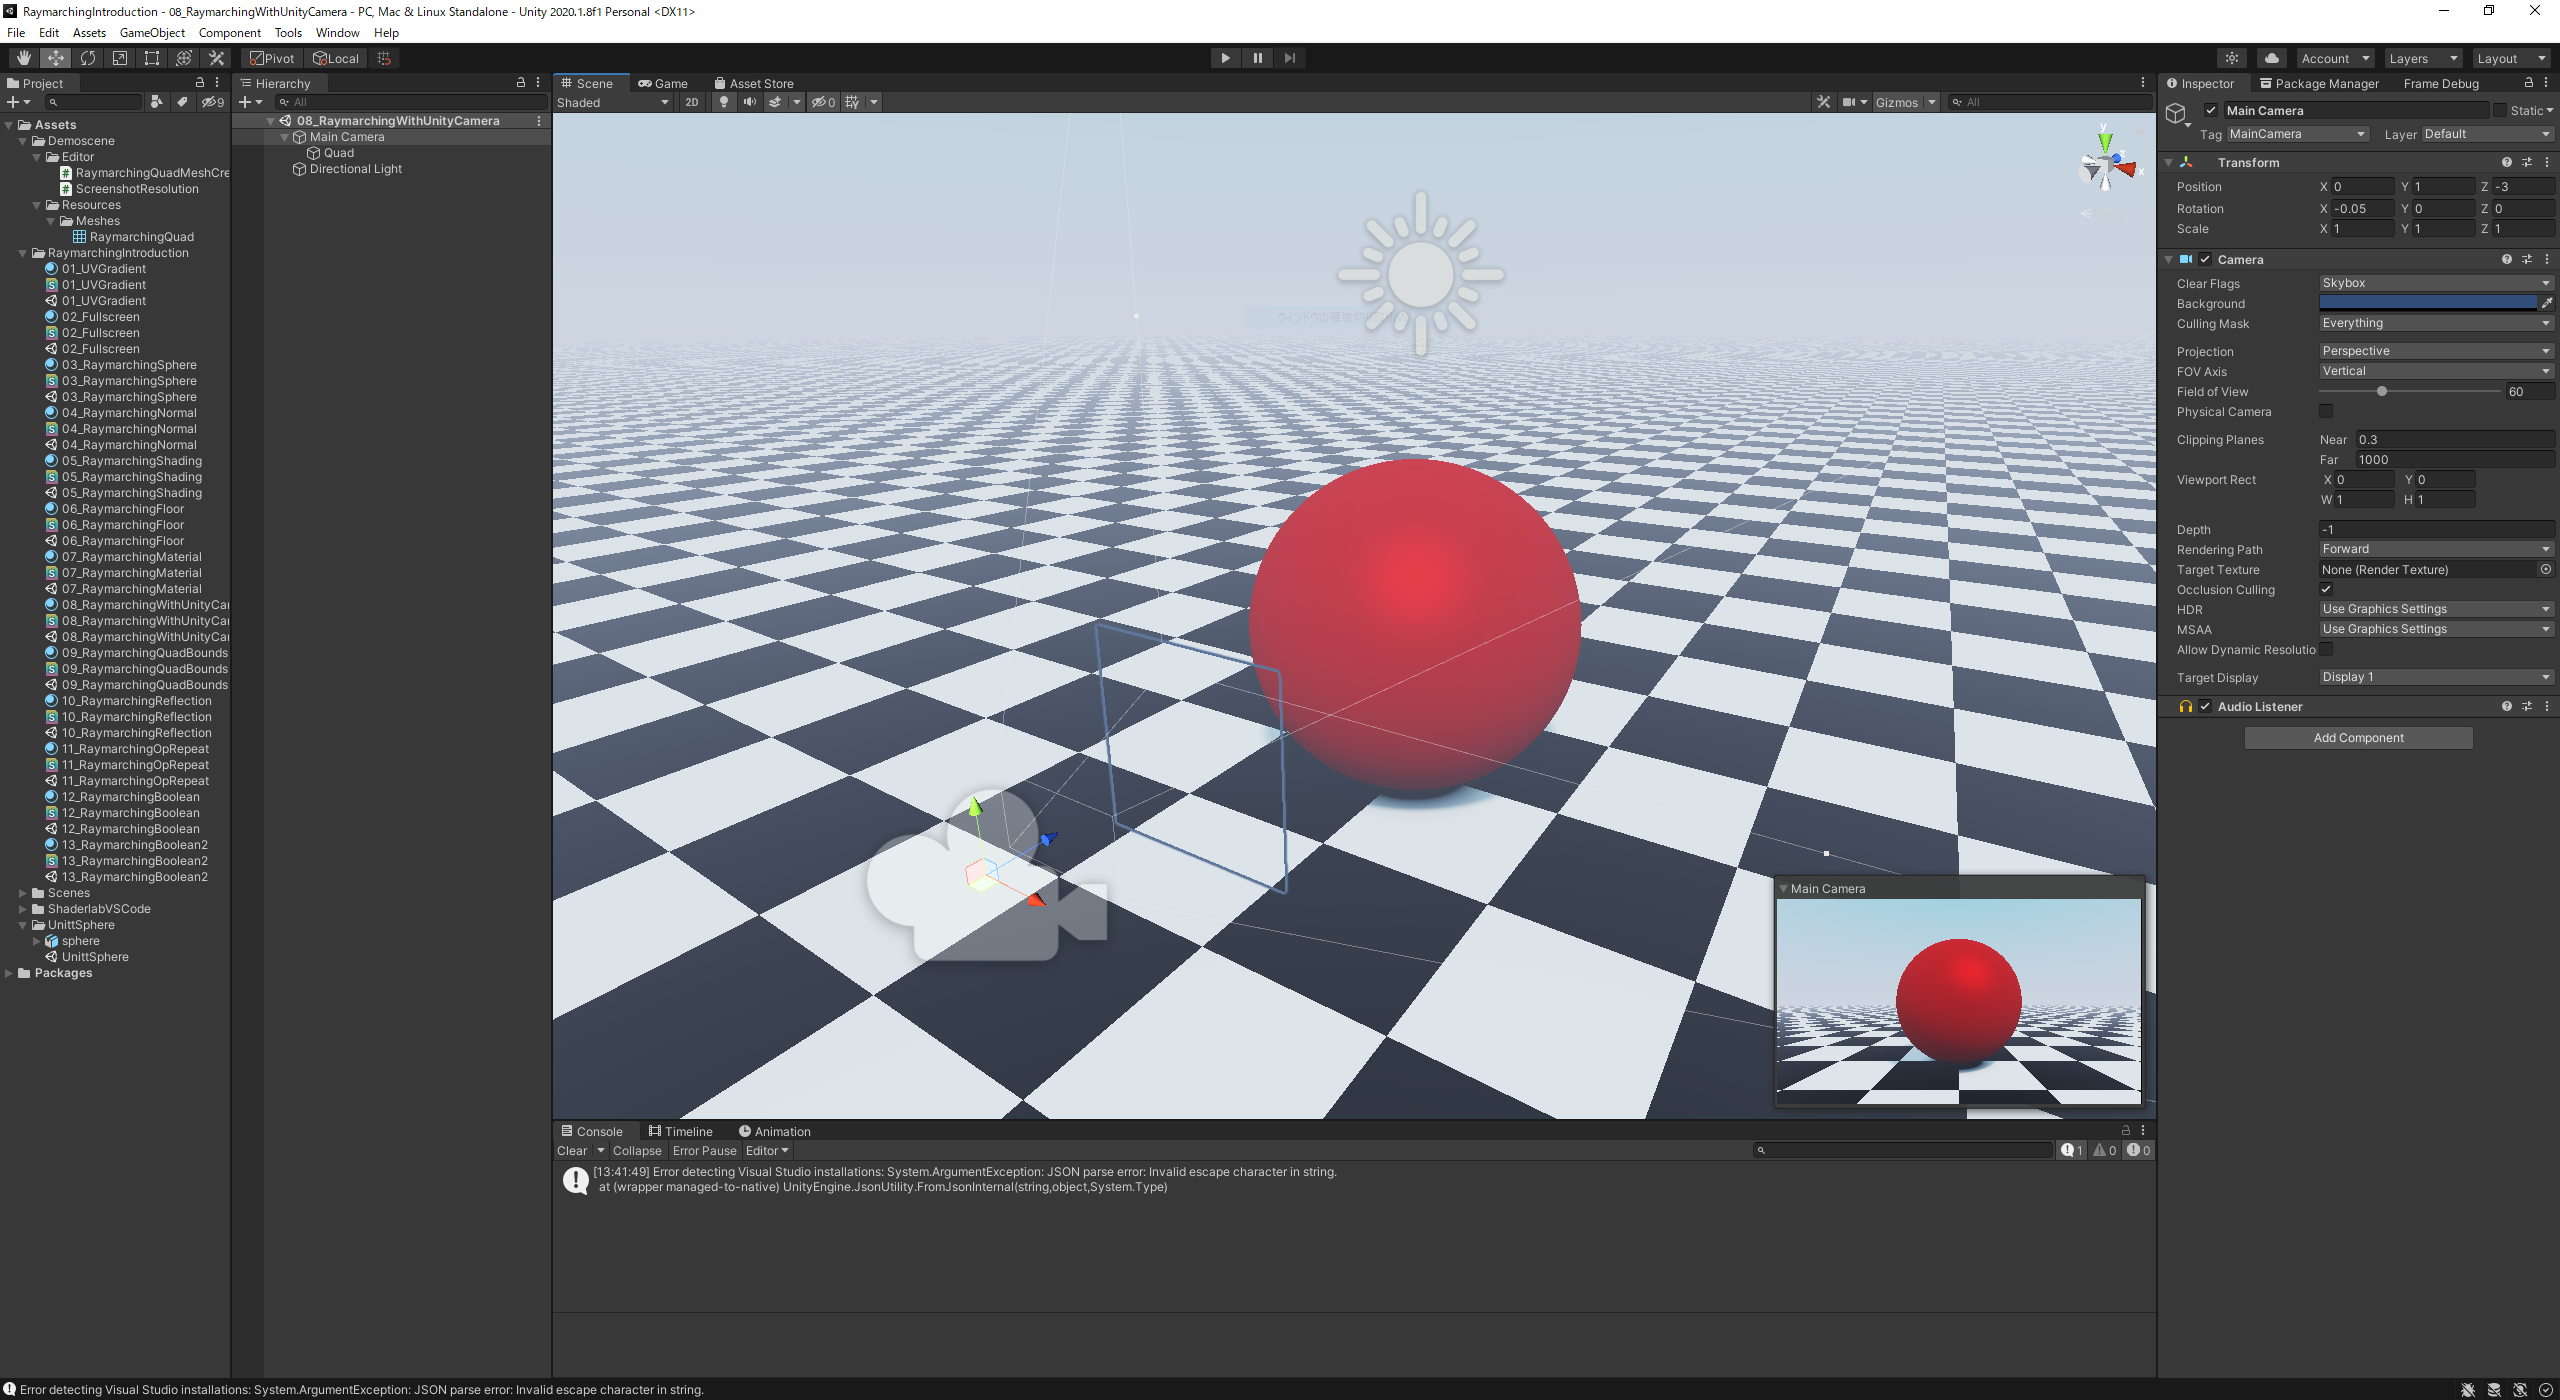 RaymarchingIntroduction - 08_RaymarchingWithUnityCamera - PC, Mac & Linux Standalone - Unity 2020.1.8f1 Personal <DX11>
File Edit Assets GameObject Component Tools Window Help
Pivot Local Account Layers Layout
Project
9
Assets
Demoscene
Editor
RaymarchingQuadMeshCre
ScreenshotResolution
Resources
Meshes
RaymarchingQuad
RaymarchingIntroduction
01_UVGradient
01_UVGradient
01_UVGradient
02_Fullscreen
02_Fullscreen
02_Fullscreen
03_RaymarchingSphere
03_RaymarchingSphere
03_RaymarchingSphere
04_RaymarchingNormal
04_RaymarchingNormal
04_RaymarchingNormal
05_RaymarchingShading
05_RaymarchingShading
05_RaymarchingShading
06_RaymarchingFloor
06_RaymarchingFloor
06_RaymarchingFloor
07_RaymarchingMaterial
07_RaymarchingMaterial
07_RaymarchingMaterial
08_RaymarchingWithUnityCa
08_RaymarchingWithUnityCa
08_RaymarchingWithUnityCa
09_RaymarchingQuadBounds
09_RaymarchingQuadBounds
09_RaymarchingQuadBounds
10_RaymarchingReflection
10_RaymarchingReflection
10_RaymarchingReflection
11_RaymarchingOpRepeat
11_RaymarchingOpRepeat
11_RaymarchingOpRepeat
12_RaymarchingBoolean
12_RaymarchingBoolean
12_RaymarchingBoolean
13_RaymarchingBoolean2
13_RaymarchingBoolean2
13_RaymarchingBoolean2
Scenes
ShaderlabVSCode
UnittSphere
sphere
UnittSphere
Packages
Hierarchy
All
08_RaymarchingWithUnityCamera
Main Camera
Quad
Directional Light
Scene Game Asset Store
Shaded 2D 0 Gizmos All
y
z
x
Main Camera
Console Timeline Animation
Clear Collapse Error Pause Editor 1 0 0
[13:41:49] Error detecting Visual Studio installations: System.ArgumentException: JSON parse error: Invalid escape character in string.
at (wrapper managed-to-native) UnityEngine.JsonUtility.FromJsonInternal(string,object,System.Type)
Inspector Package Manager Frame Debug
Main Camera Static
Tag MainCamera Layer Default
Transform
Position X 0 Y 1 Z -3
Rotation X -0.05 Y 0 Z 0
Scale X 1 Y 1 Z 1
Camera
Clear Flags Skybox
Background
Culling Mask Everything
Projection Perspective
FOV Axis Vertical
Field of View 60
Physical Camera
Clipping Planes Near 0.3
Far 1000
Viewport Rect X 0 Y 0
W 1 H 1
Depth -1
Rendering Path Forward
Target Texture None (Render Texture)
Occlusion Culling
HDR Use Graphics Settings
MSAA Use Graphics Settings
Allow Dynamic Resolutio
Target Display Display 1
Audio Listener
Add Component
Error detecting Visual Studio installations: System.ArgumentException: JSON parse error: Invalid escape character in string.